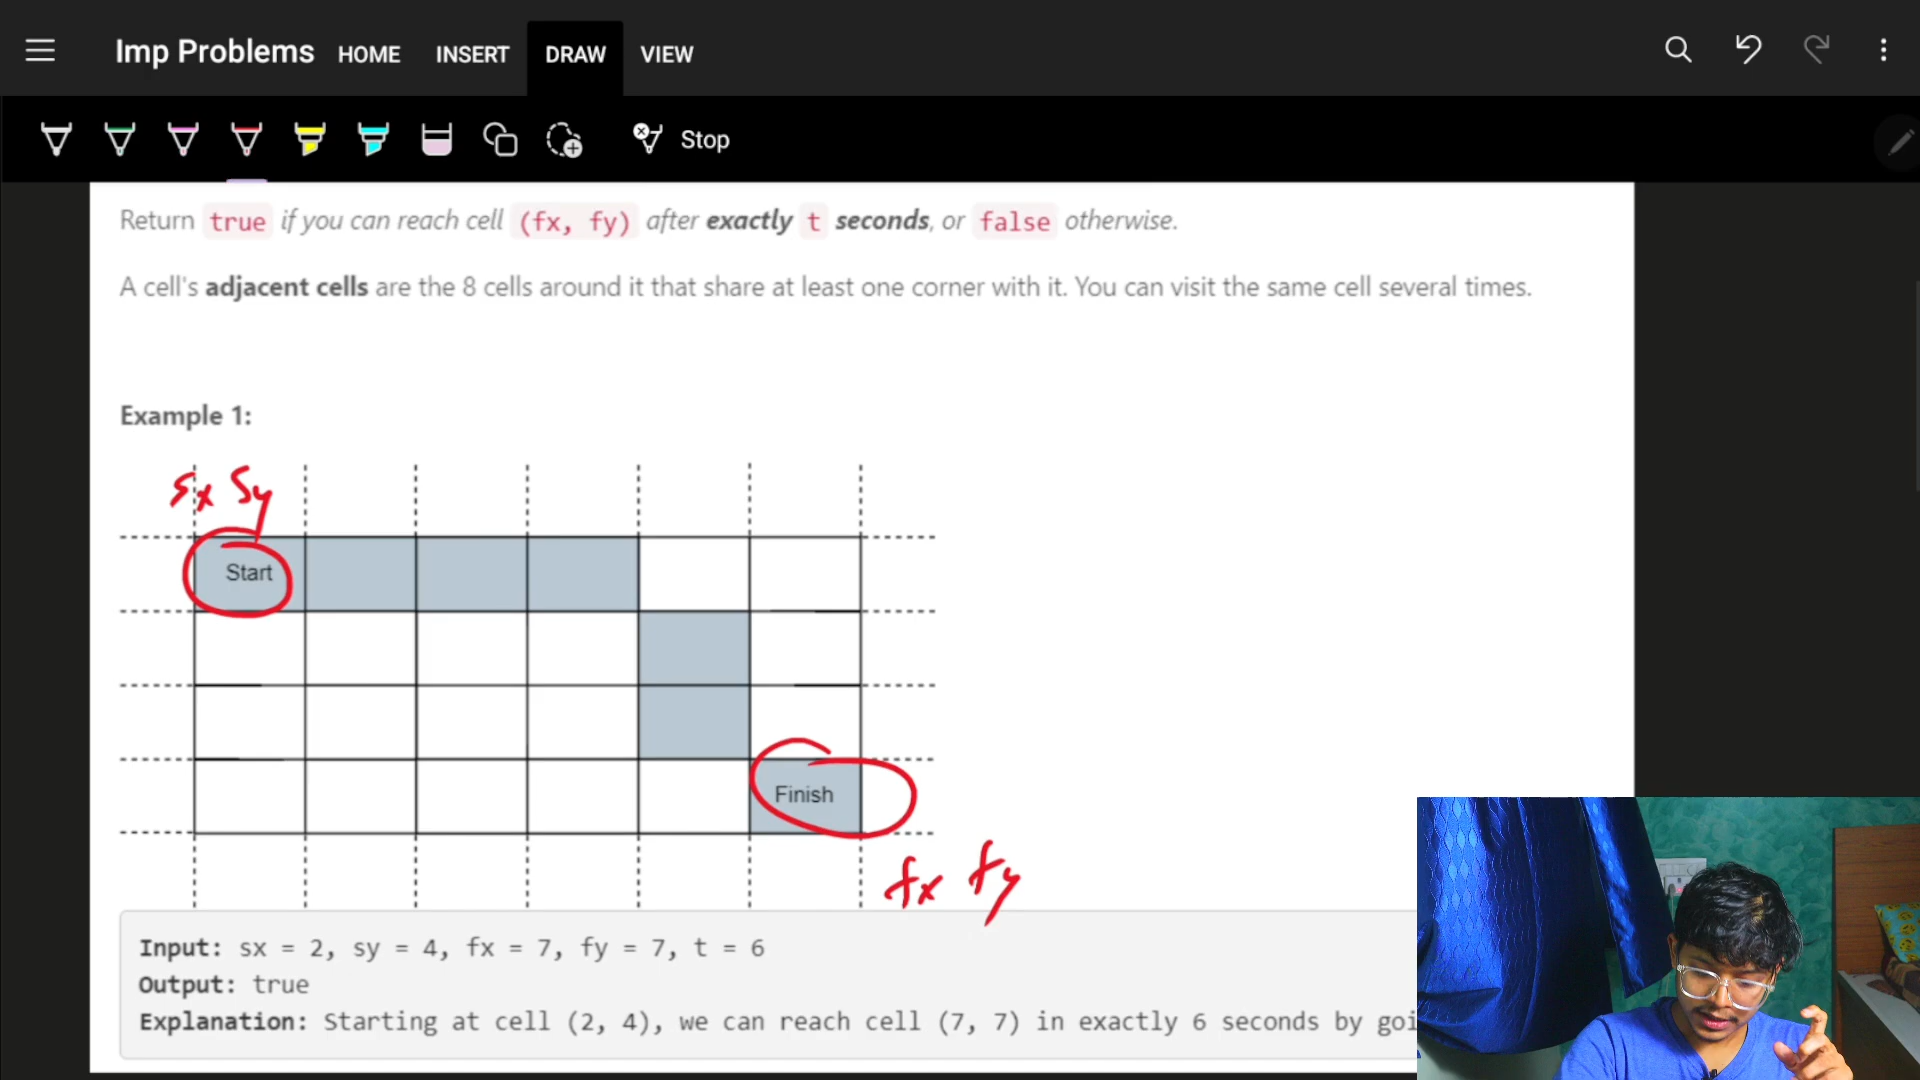 Imp Problems HOME INSERT DRAW VIEW
Stop
Return true if you can reach cell (fx, fy) after exactly t seconds, or false otherwise.
A cell's adjacent cells are the 8 cells around it that share at least one corner with it. You can visit the same cell several times.
Example 1:
sx sy
Start
Finish
fx fy
Input: sx = 2, sy = 4, fx = 7, fy = 7, t = 6
Output: true
Explanation: Starting at cell (2, 4), we can reach cell (7, 7) in exactly 6 seconds by goi